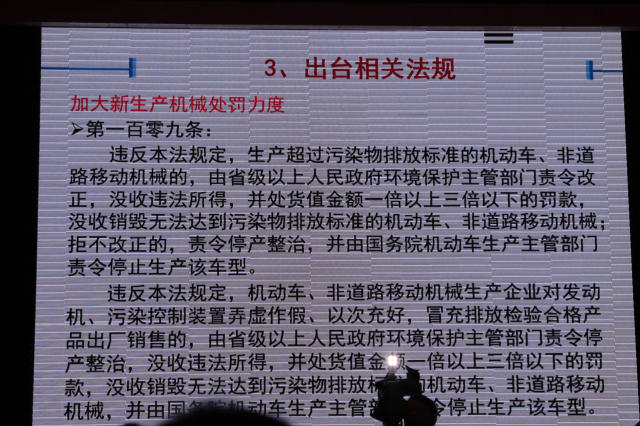 3、出台相关法规
加大新生产机械处罚力度
➢第一百零九条：
违反本法规定，生产超过污染物排放标准的机动车、非道
路移动机械的，由省级以上人民政府环境保护主管部门责令改
正，没收违法所得，并处货值金额一倍以上三倍以下的罚款，
没收销毁无法达到污染物排放标准的机动车、非道路移动机械；
拒不改正的，责令停产整治，并由国务院机动车生产主管部门
责令停止生产该车型。
违反本法规定，机动车、非道路移动机械生产企业对发动
机、污染控制装置弄虚作假、以次充好，冒充排放检验合格产
品出厂销售的，由省级以上人民政府环境保护主管部门责令停
产整治，没收违法所得，并处货值金额一倍以上三倍以下的罚
款，没收销毁无法达到污染物排放标准的机动车、非道路移动
机械，并由国务院机动车生产主管部 令停止生产该车型。